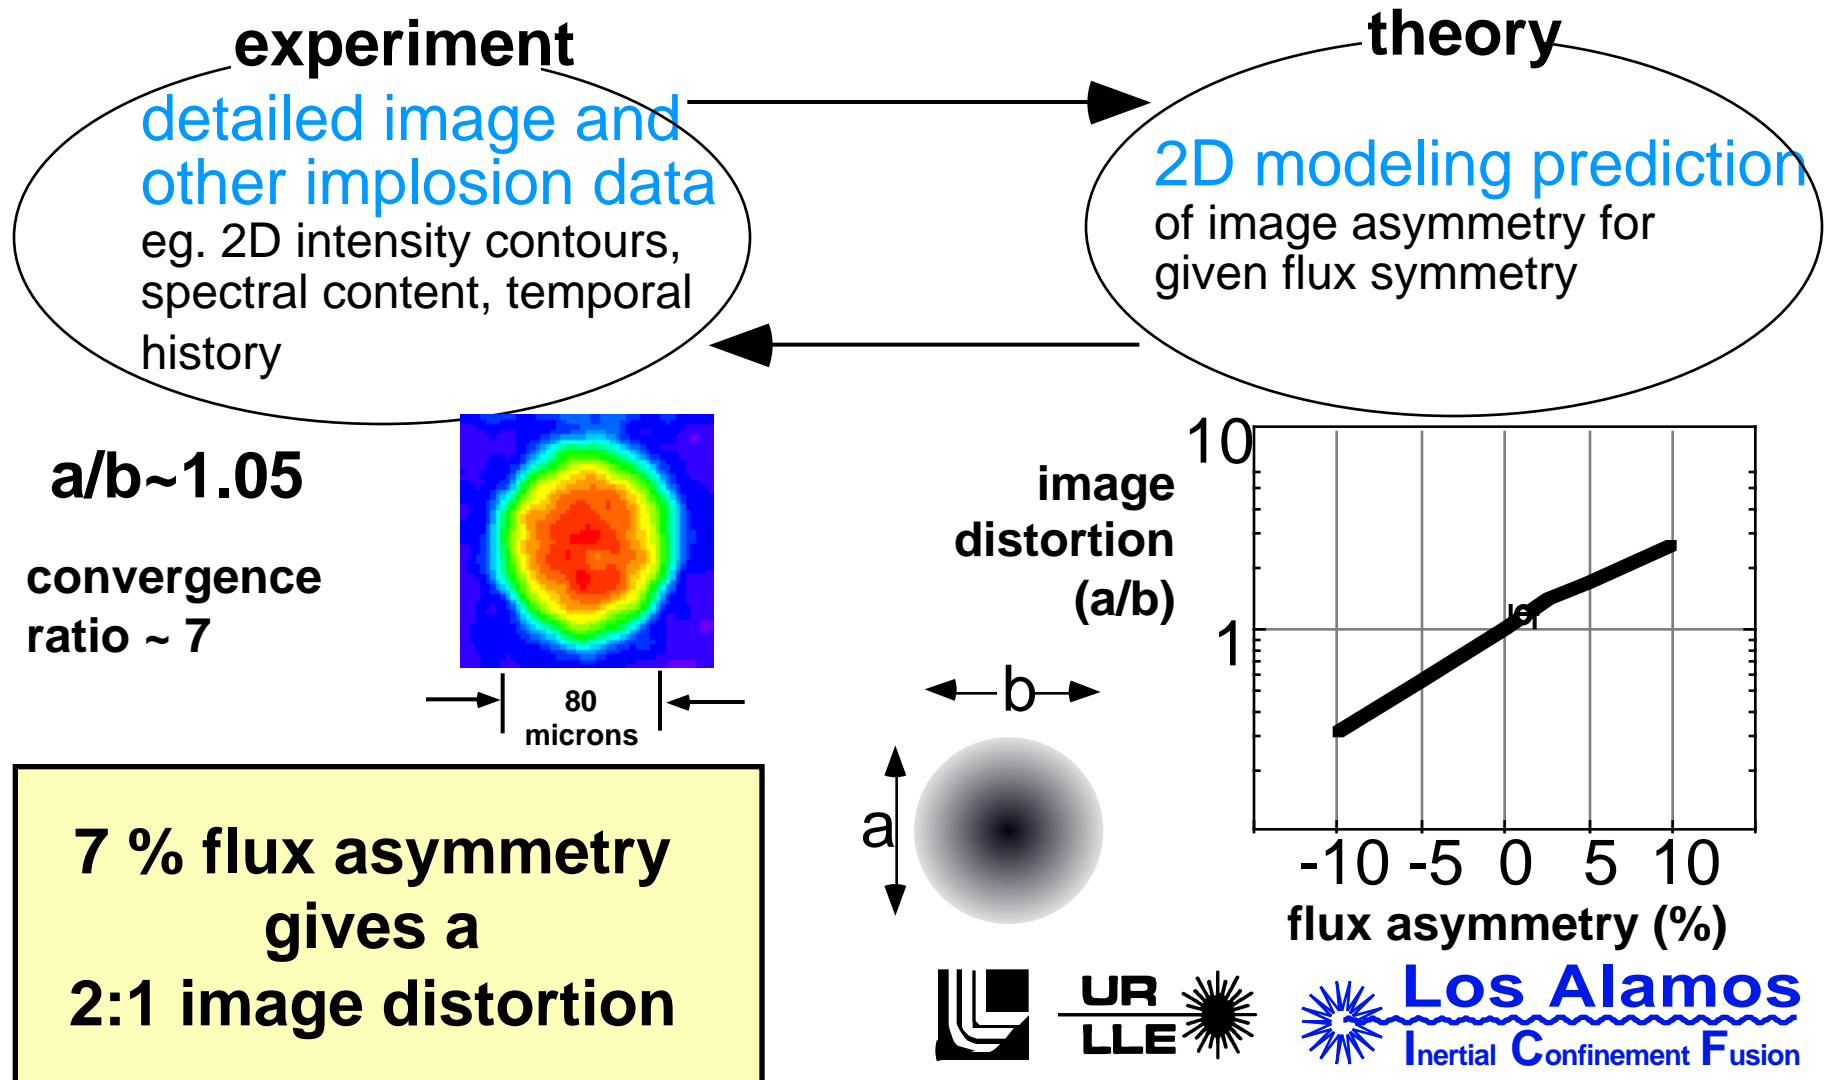 experiment
detailed image and
other implosion data
eg. 2D intensity contours,
spectral content, temporal
history
theory
2D modeling prediction
of image asymmetry for
given flux symmetry
a/b~1.05
convergence
ratio ~ 7
80
microns
image
distortion
(a/b)
10
1
-10 -5 0 5 10
flux asymmetry (%)
b
a
7 % flux asymmetry
gives a
2:1 image distortion
UR
LLE
Los Alamos
Inertial Confinement Fusion